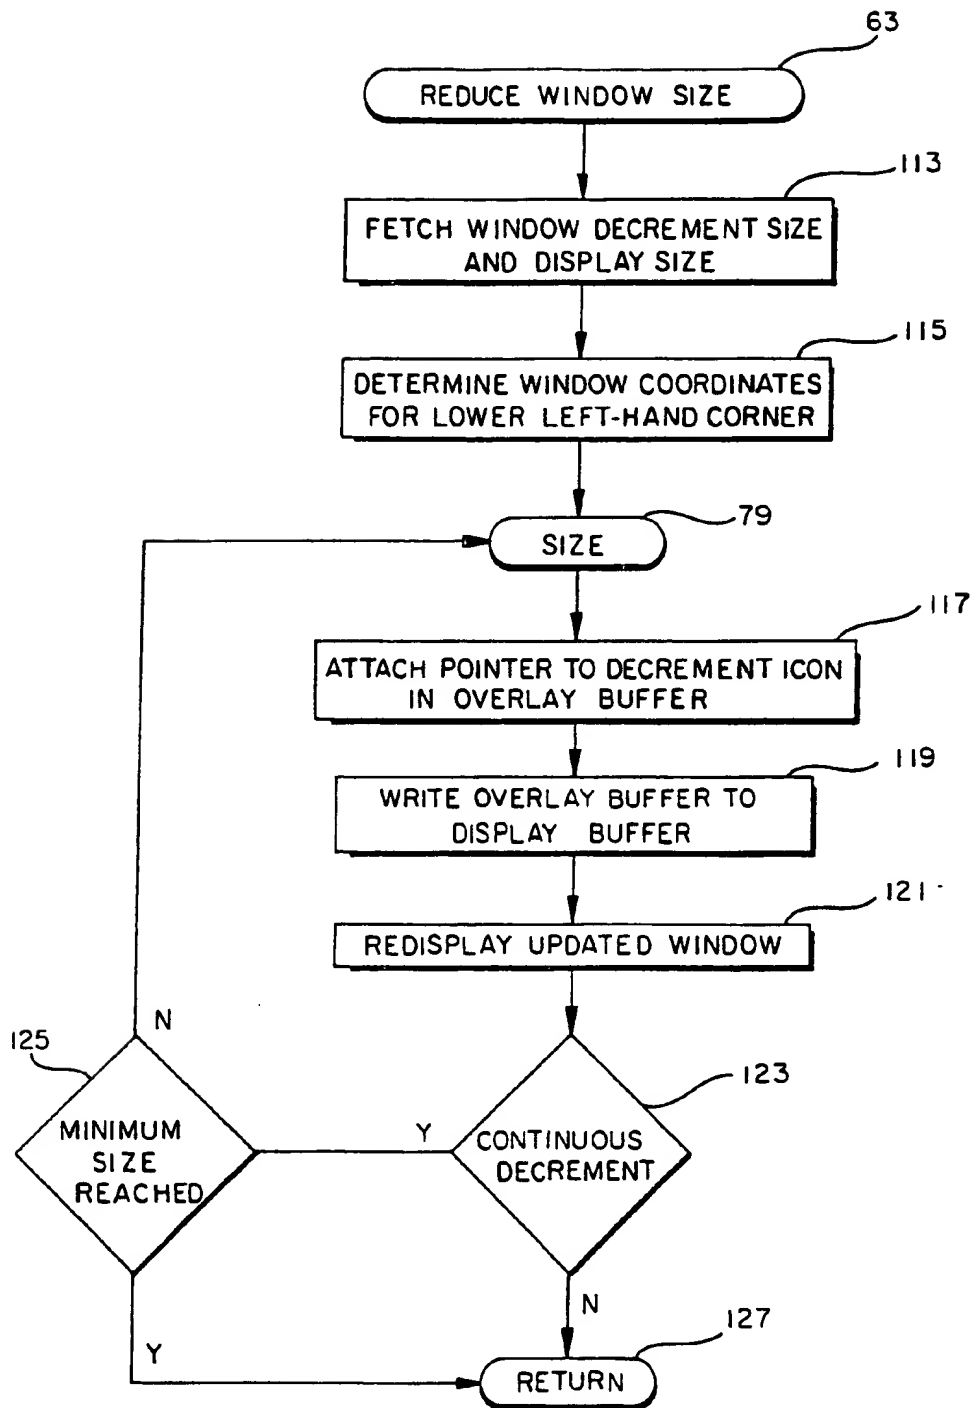 63
REDUCE WINDOW SIZE
113
FETCH WINDOW DECREMENT SIZE
AND DISPLAY SIZE
115
DETERMINE WINDOW COORDINATES
FOR LOWER LEFT-HAND CORNER
79
SIZE
117
ATTACH POINTER TO DECREMENT ICON
IN OVERLAY BUFFER
119
WRITE OVERLAY BUFFER TO
DISPLAY BUFFER
121
REDISPLAY UPDATED WINDOW
N
125
123
MINIMUM
SIZE
REACHED
Y
CONTINUOUS
DECREMENT
N
127
Y
RETURN